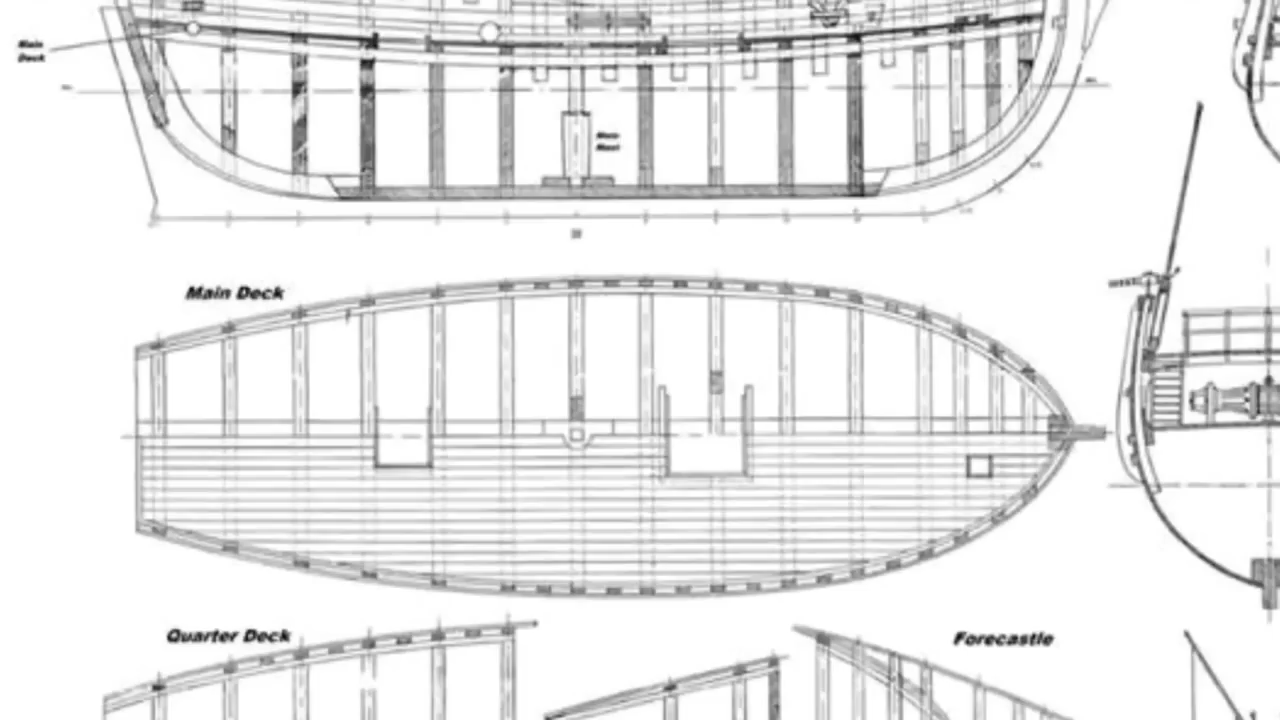 Main
Deck
Main
Mast
Main Deck
Quarter Deck
Forecastle